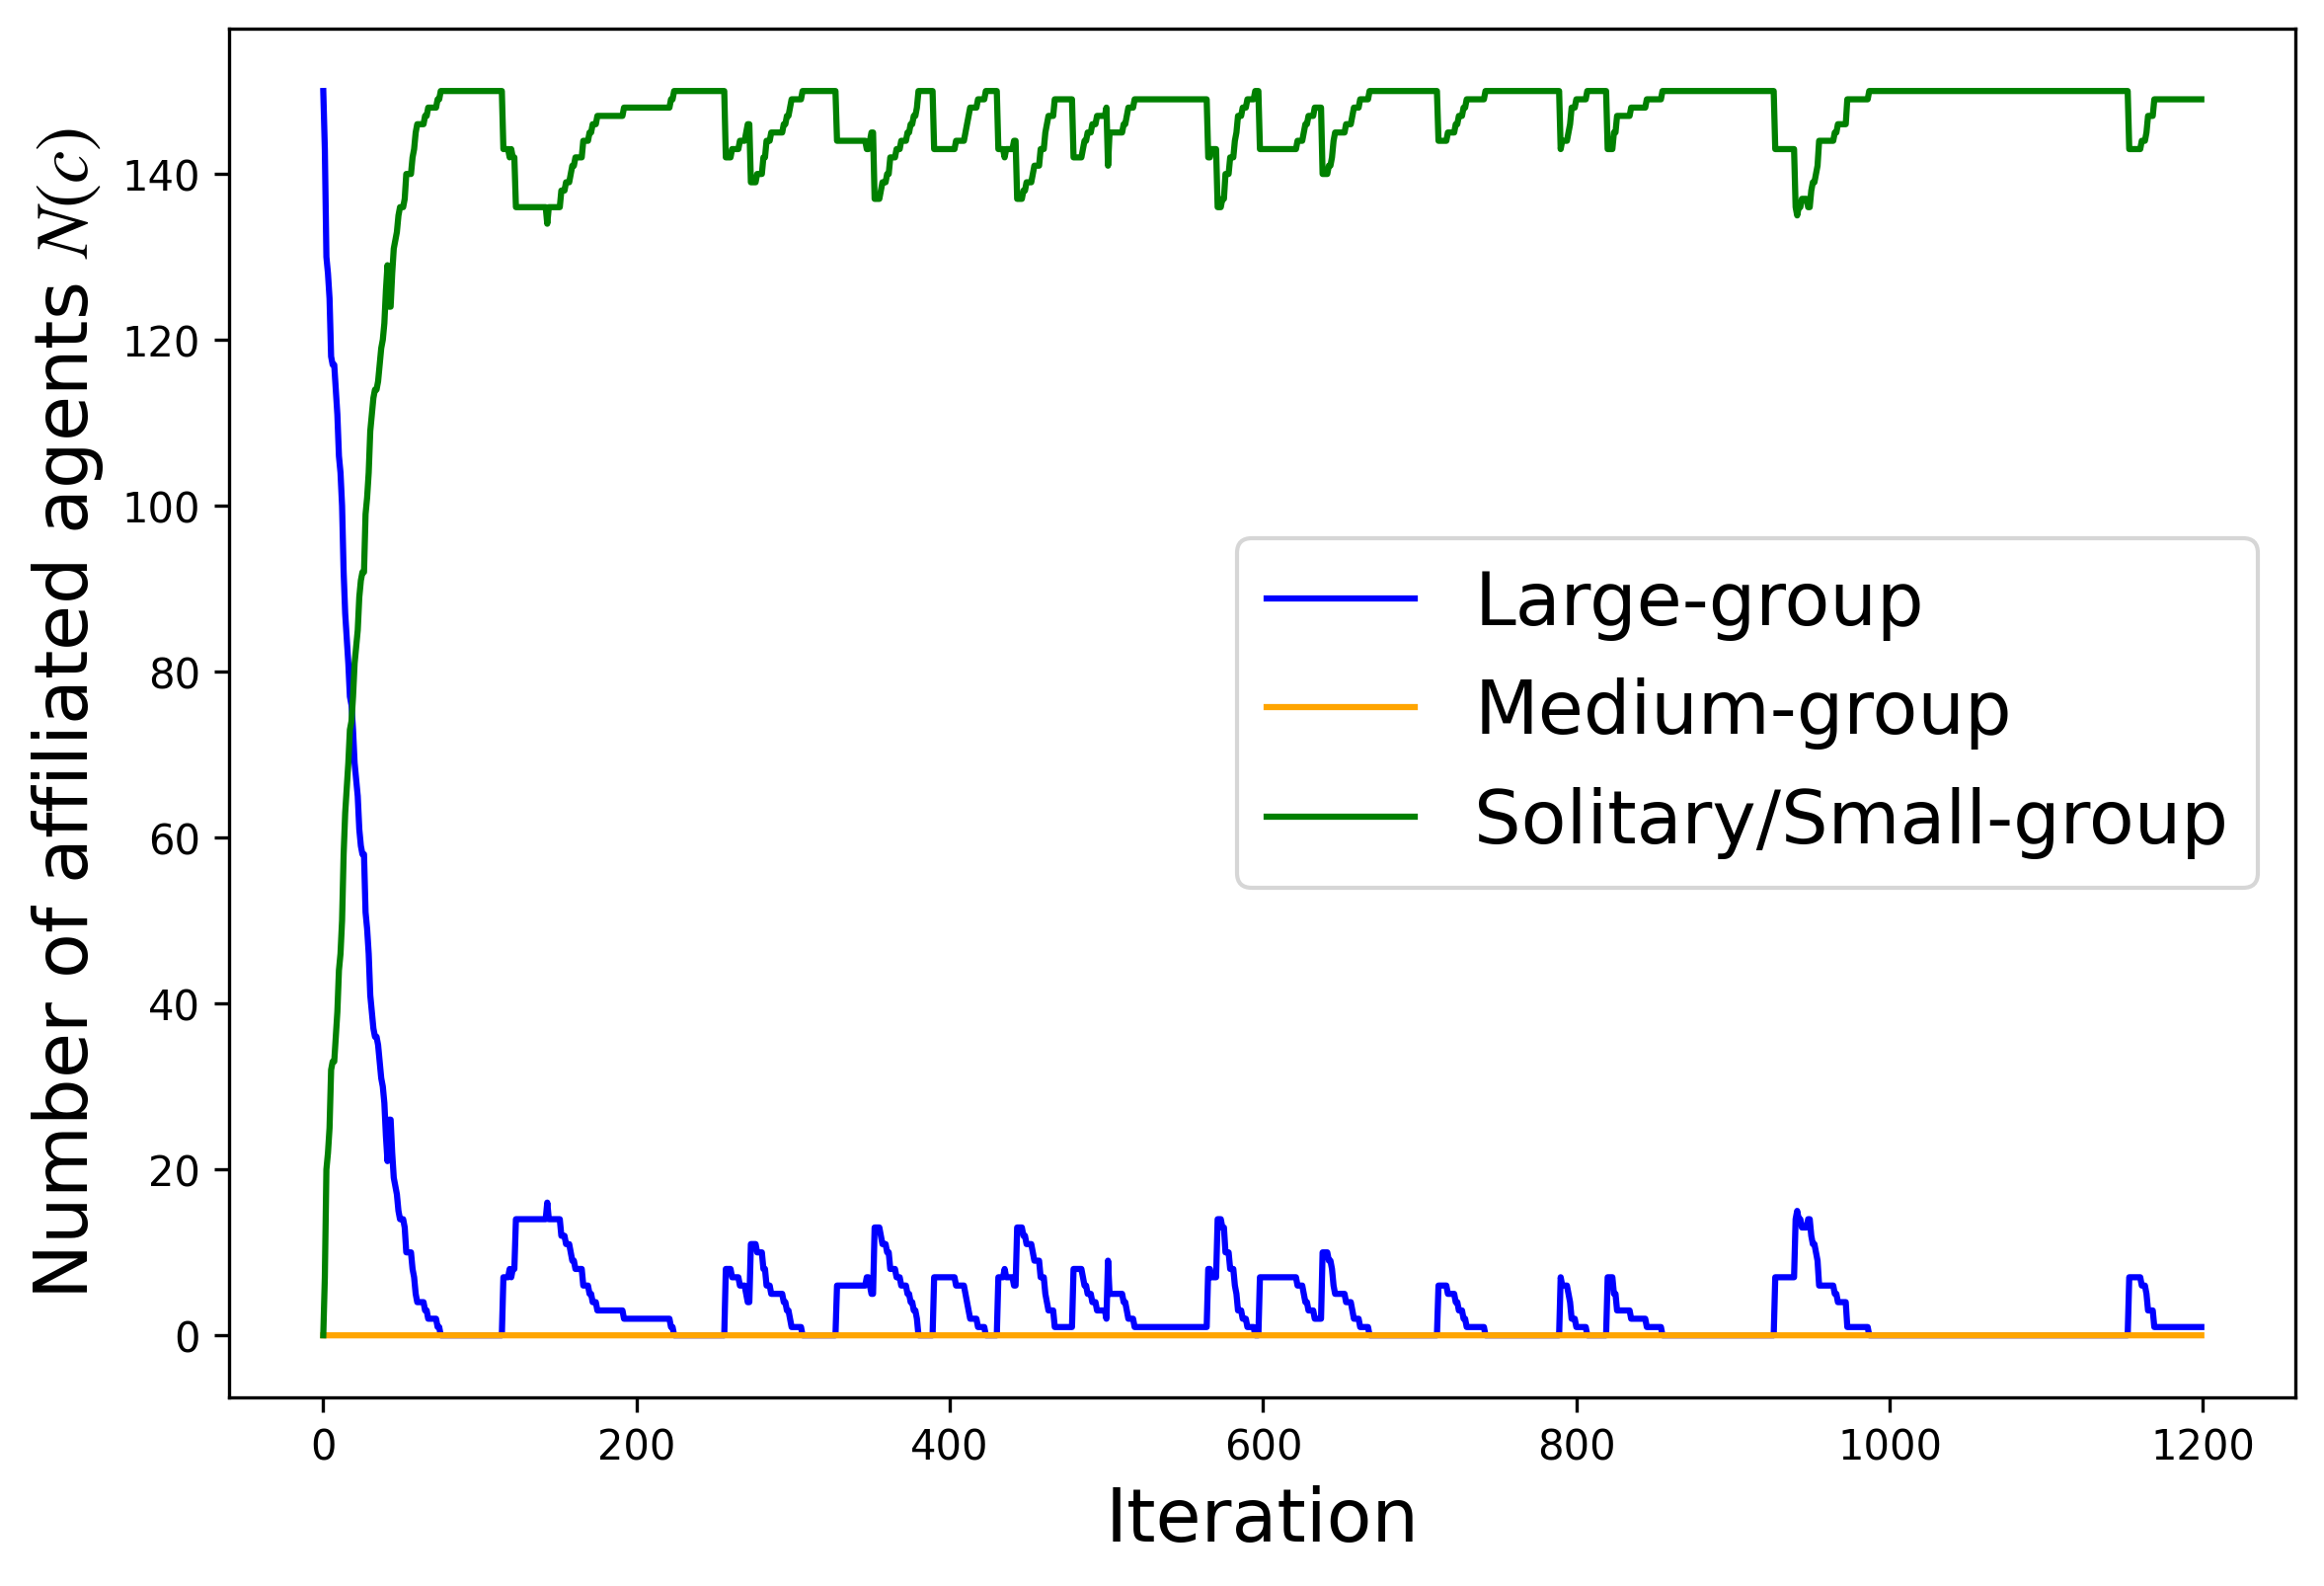 Number of affiliated agents N(c)
140
120
100
80
60
40
20
0
0 200 400 600 800 1000 1200
Iteration
Large-group
Medium-group
Solitary/Small-group